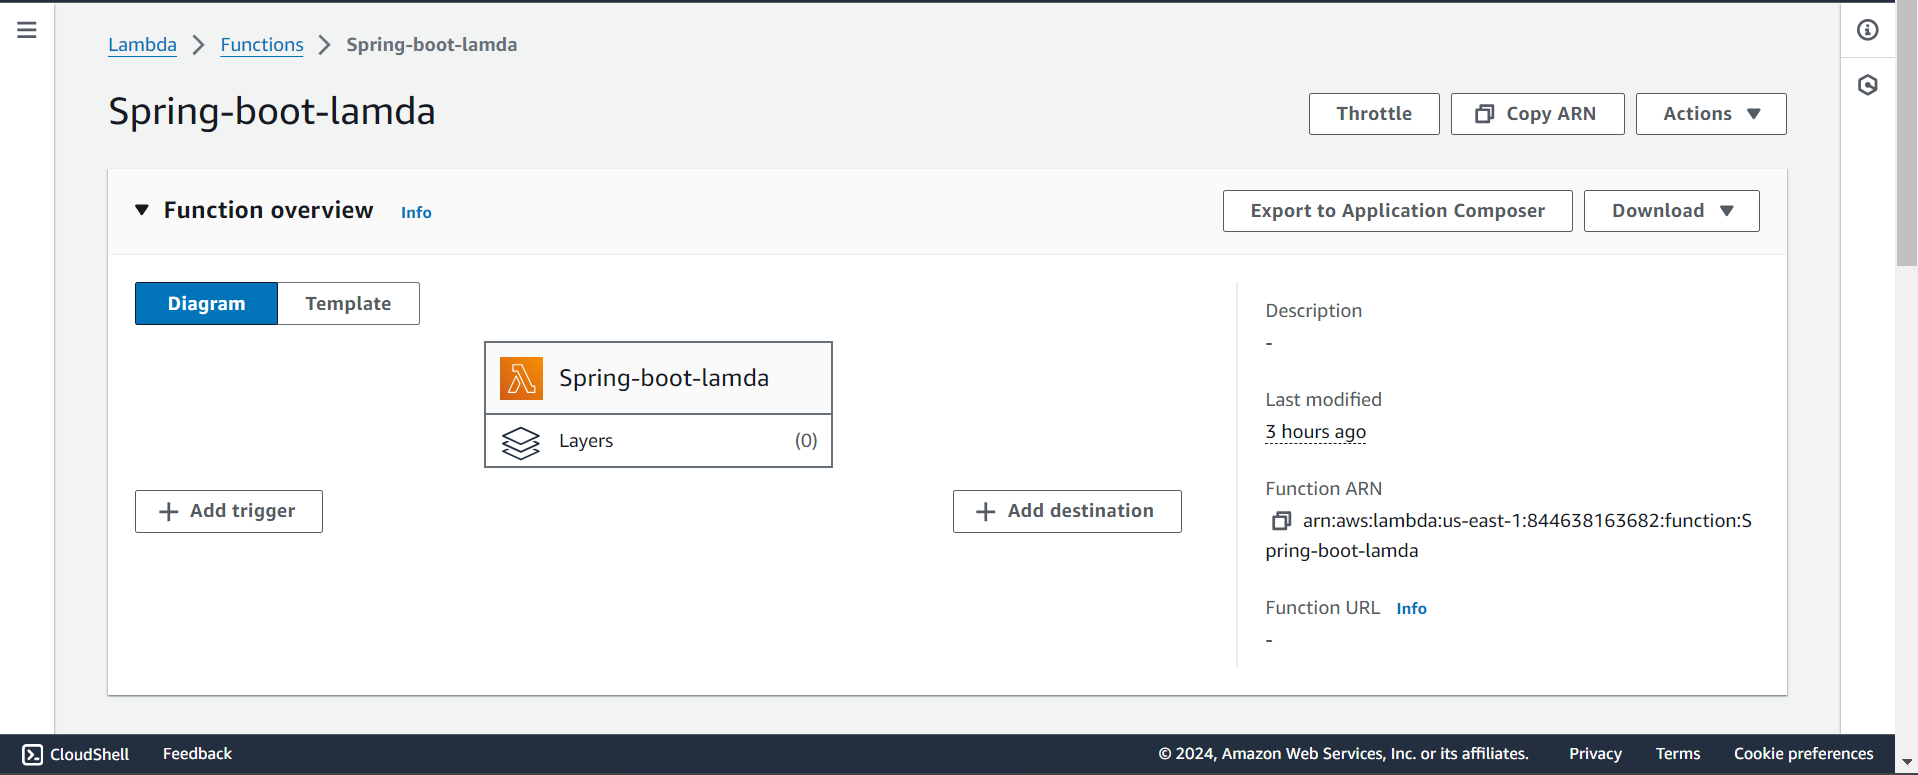 Lambda > Functions > Spring-boot-lamda
Spring-boot-lamda
Throttle
Copy ARN
Actions
Function overview Info
Export to Application Composer
Download
Diagram
Template
Spring-boot-lamda
Layers (0)
+ Add trigger
+ Add destination
Description
-
Last modified
3 hours ago
Function ARN
arn:aws:lambda:us-east-1:844638163682:function:S
pring-boot-lamda
Function URL Info
-
CloudShell Feedback © 2024, Amazon Web Services, Inc. or its affiliates. Privacy Terms Cookie preferences